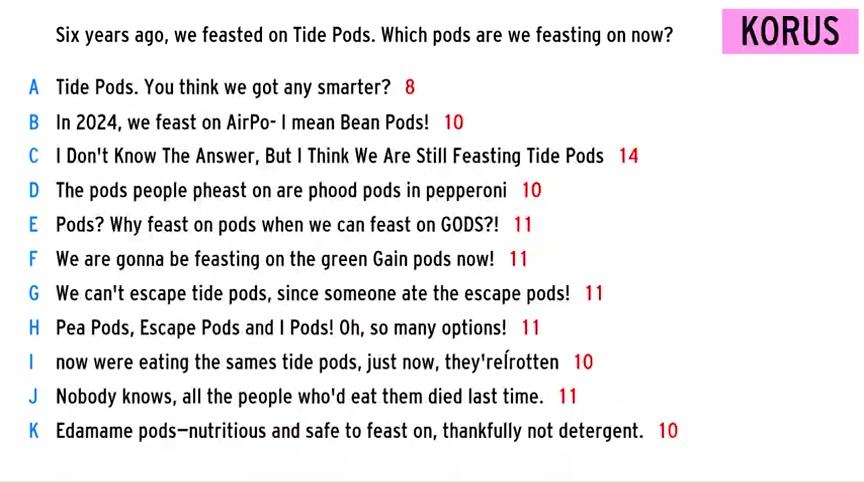 Six years ago, we feasted on Tide Pods. Which pods are we feasting on now?
KORUS
A Tide Pods. You think we got any smarter? 8
B In 2024, we feast on AirPo- I mean Bean Pods! 10
C I Don't Know The Answer, But I Think We Are Still Feasting Tide Pods 14
D The pods people pheast on are phood pods in pepperoni 10
E Pods? Why feast on pods when we can feast on GODS?! 11
F We are gonna be feasting on the green Gain pods now! 11
G We can't escape tide pods, since someone ate the escape pods! 11
H Pea Pods, Escape Pods and I Pods! Oh, so many options! 11
I now were eating the sames tide pods, just now, they'reÍrotten 10
J Nobody knows, all the people who'd eat them died last time. 11
K Edamame pods—nutritious and safe to feast on, thankfully not detergent. 10